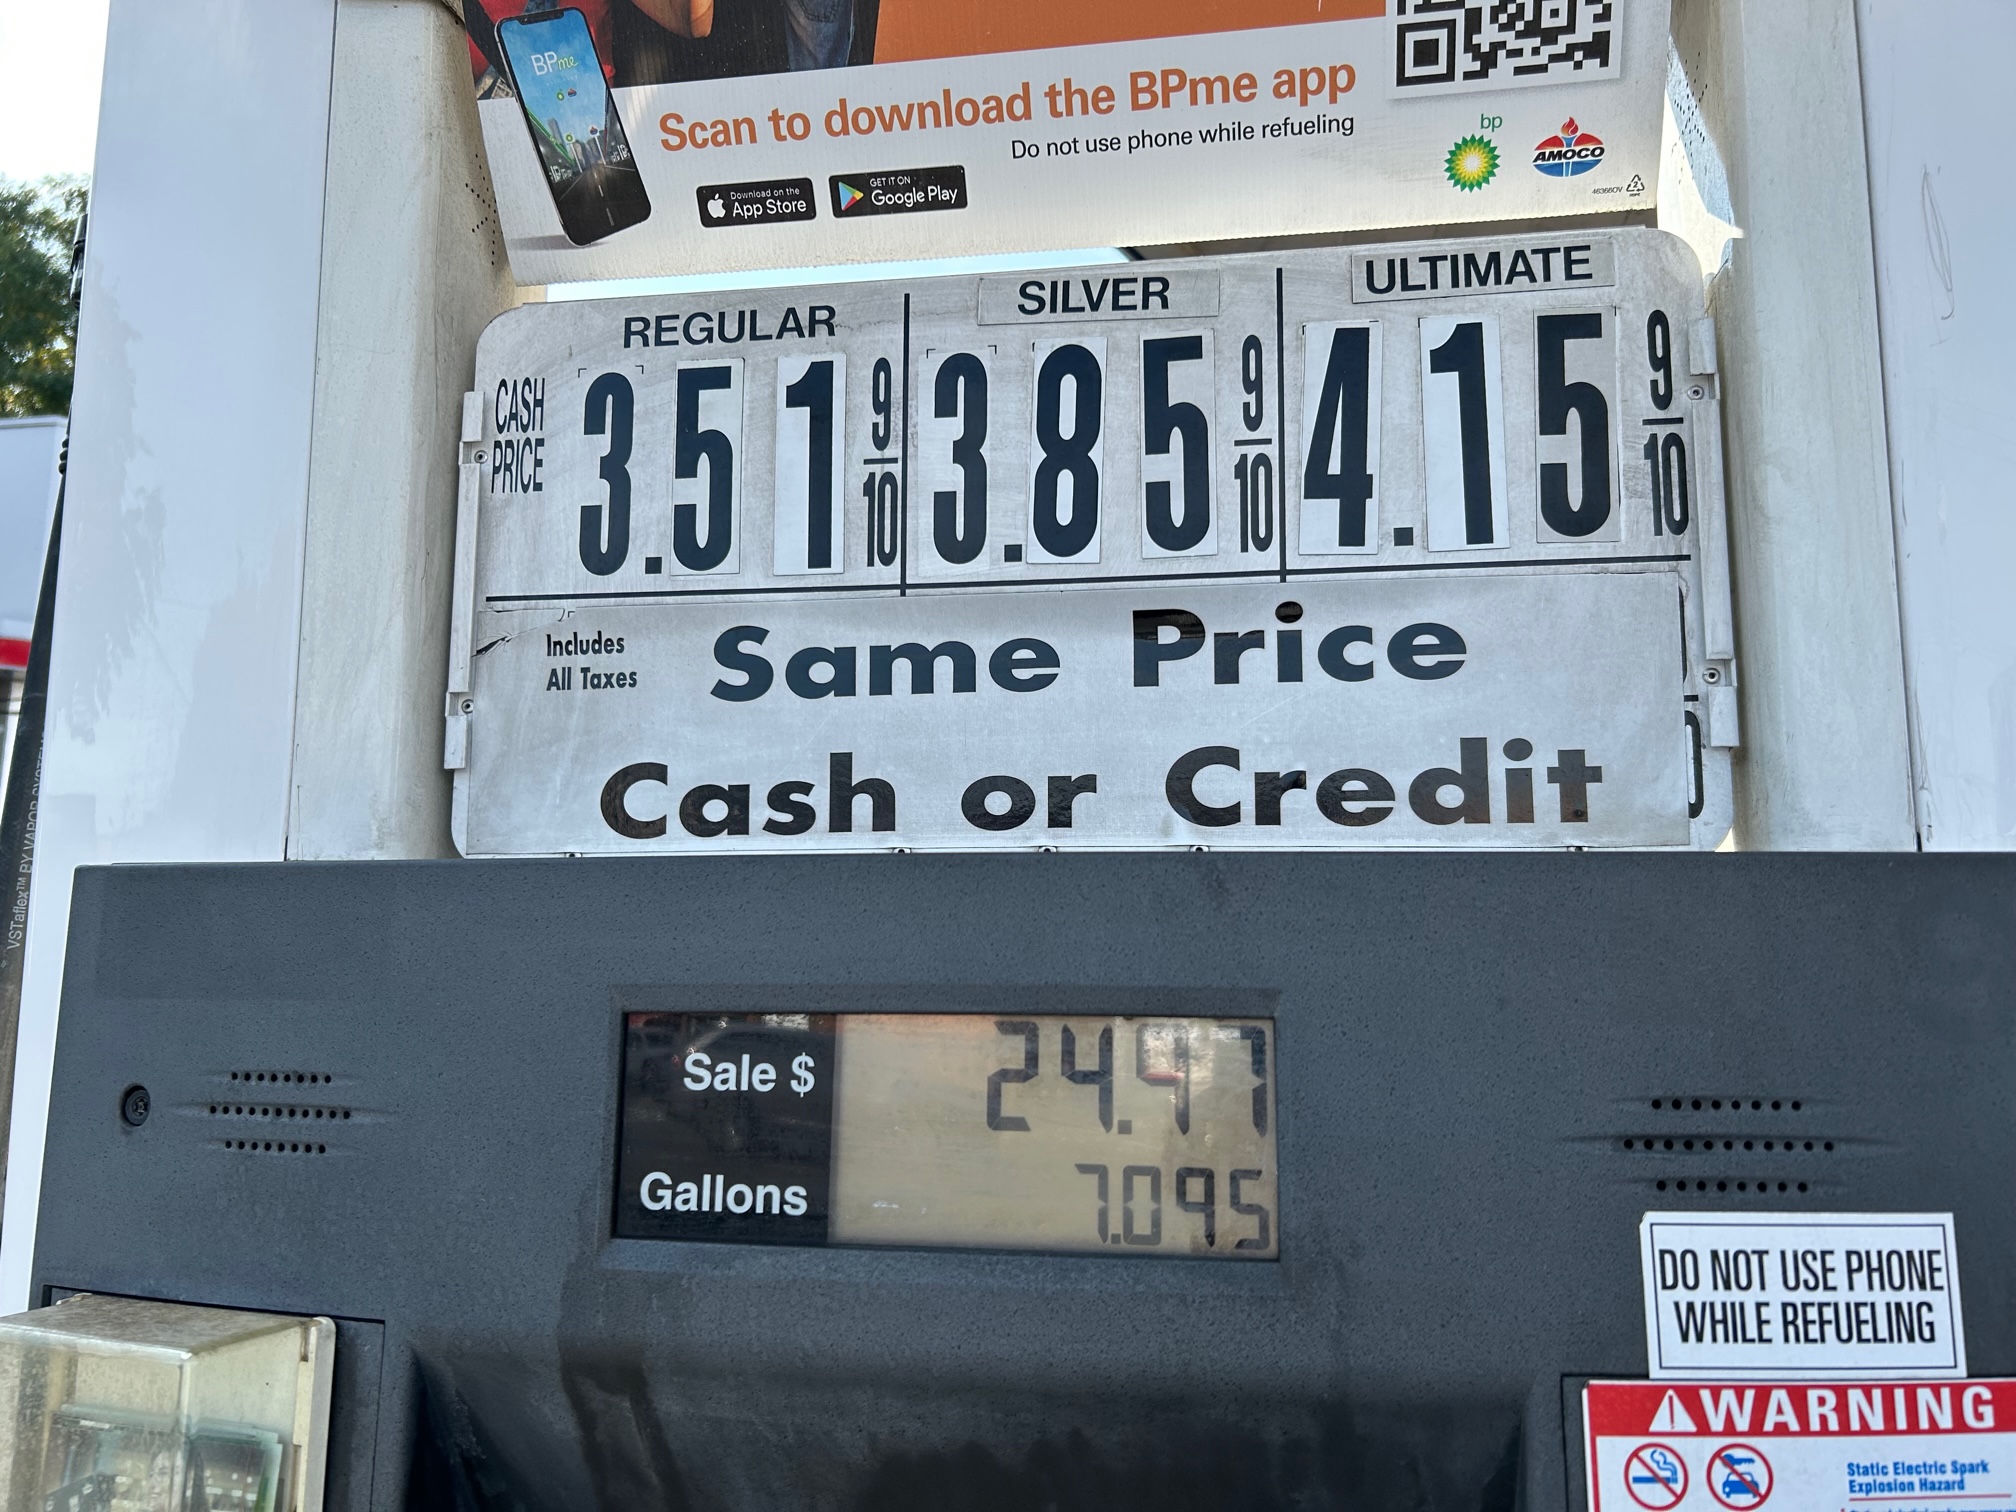 BPme
Scan to download the BPme app
Do not use phone while refueling
Download on the
App Store
GET IT ON
Google Play
bp
AMOCO
REGULAR
SILVER
ULTIMATE
CASH
PRICE
3.51 9/10
3.85 9/10
4.15 9/10
Includes
All Taxes
Same Price
Cash or Credit
Sale $ 24.97
Gallons 7.095
DO NOT USE PHONE
WHILE REFUELING
WARNING
Static Electric Spark
Explosion Hazard